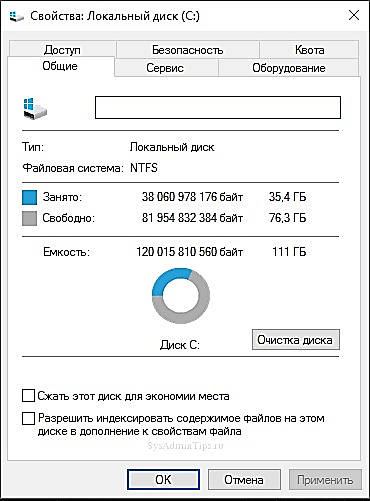 Свойства: Локальный диск (C:)
Доступ Безопасность Квота
Общие Сервис Оборудование
Тип: Локальный диск
Файловая система: NTFS
Занято: 38 060 978 176 байт 35,4 ГБ
Свободно: 81 954 832 384 байт 76,3 ГБ
Емкость: 120 015 810 560 байт 111 ГБ
Диск C: Очистка диска
Сжать этот диск для экономии места
Разрешить индексировать содержимое файлов на этом
диске в дополнение к свойствам файла
SysAdminTips.ru
ОК Отмена Применить